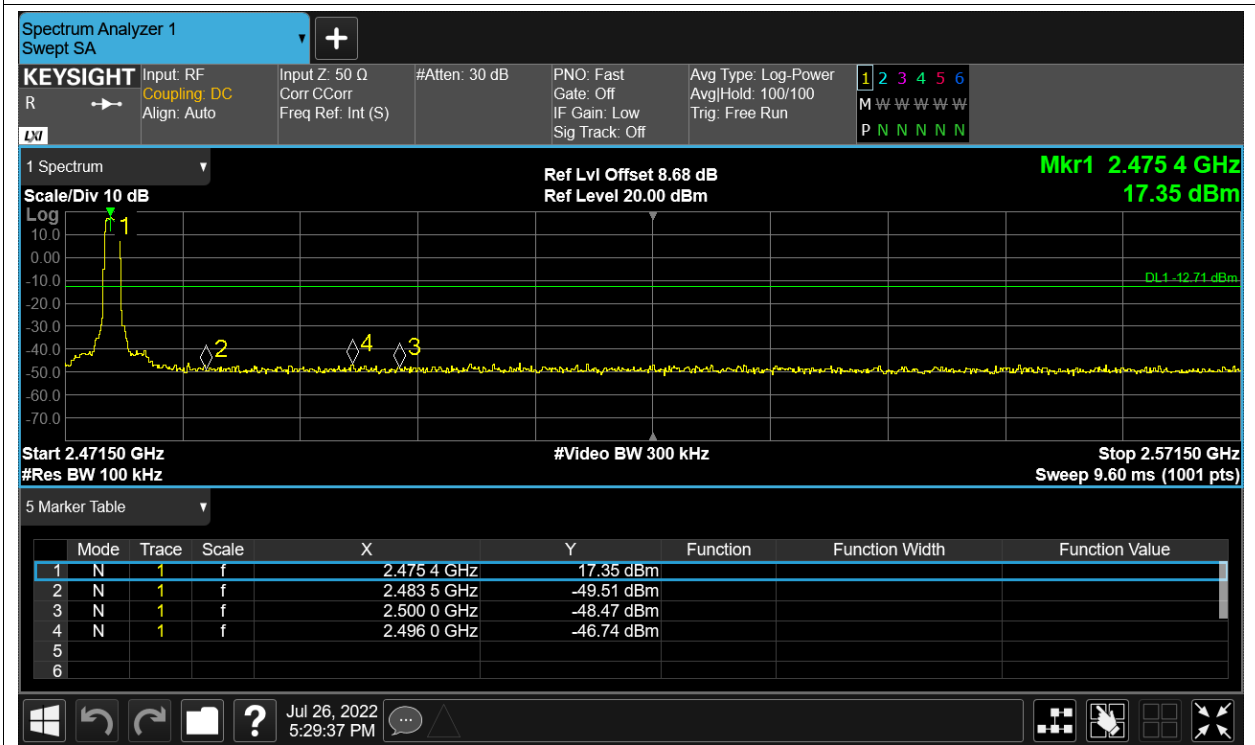 Spectrum Analyzer 1
Swept SA
+
KEYSIGHT Input: RF Input Z: 50 Ω #Atten: 30 dB PNO: Fast Avg Type: Log-Power 1 2 3 4 5 6
R Coupling: DC Corr CCorr Gate: Off Avg|Hold: 100/100 M W W W W W
Align: Auto Freq Ref: Int (S) IF Gain: Low Trig: Free Run
LXI Sig Track: Off P N N N N N
1 Spectrum Ref Lvl Offset 8.68 dB Mkr1 2.475 4 GHz
Scale/Div 10 dB Ref Level 20.00 dBm 17.35 dBm
Log
1
10.0
0.00
-10.0 DL1 -12.71 dBm
-20.0
-30.0
-40.0 2 4 3
-50.0
-60.0
-70.0
Start 2.47150 GHz #Video BW 300 kHz Stop 2.57150 GHz
#Res BW 100 kHz Sweep 9.60 ms (1001 pts)
5 Marker Table
Mode Trace Scale X Y Function Function Width Function Value
1 N 1 f 2.475 4 GHz 17.35 dBm
2 N 1 f 2.483 5 GHz -49.51 dBm
3 N 1 f 2.500 0 GHz -48.47 dBm
4 N 1 f 2.496 0 GHz -46.74 dBm
5
6
? Jul 26, 2022
5:29:37 PM